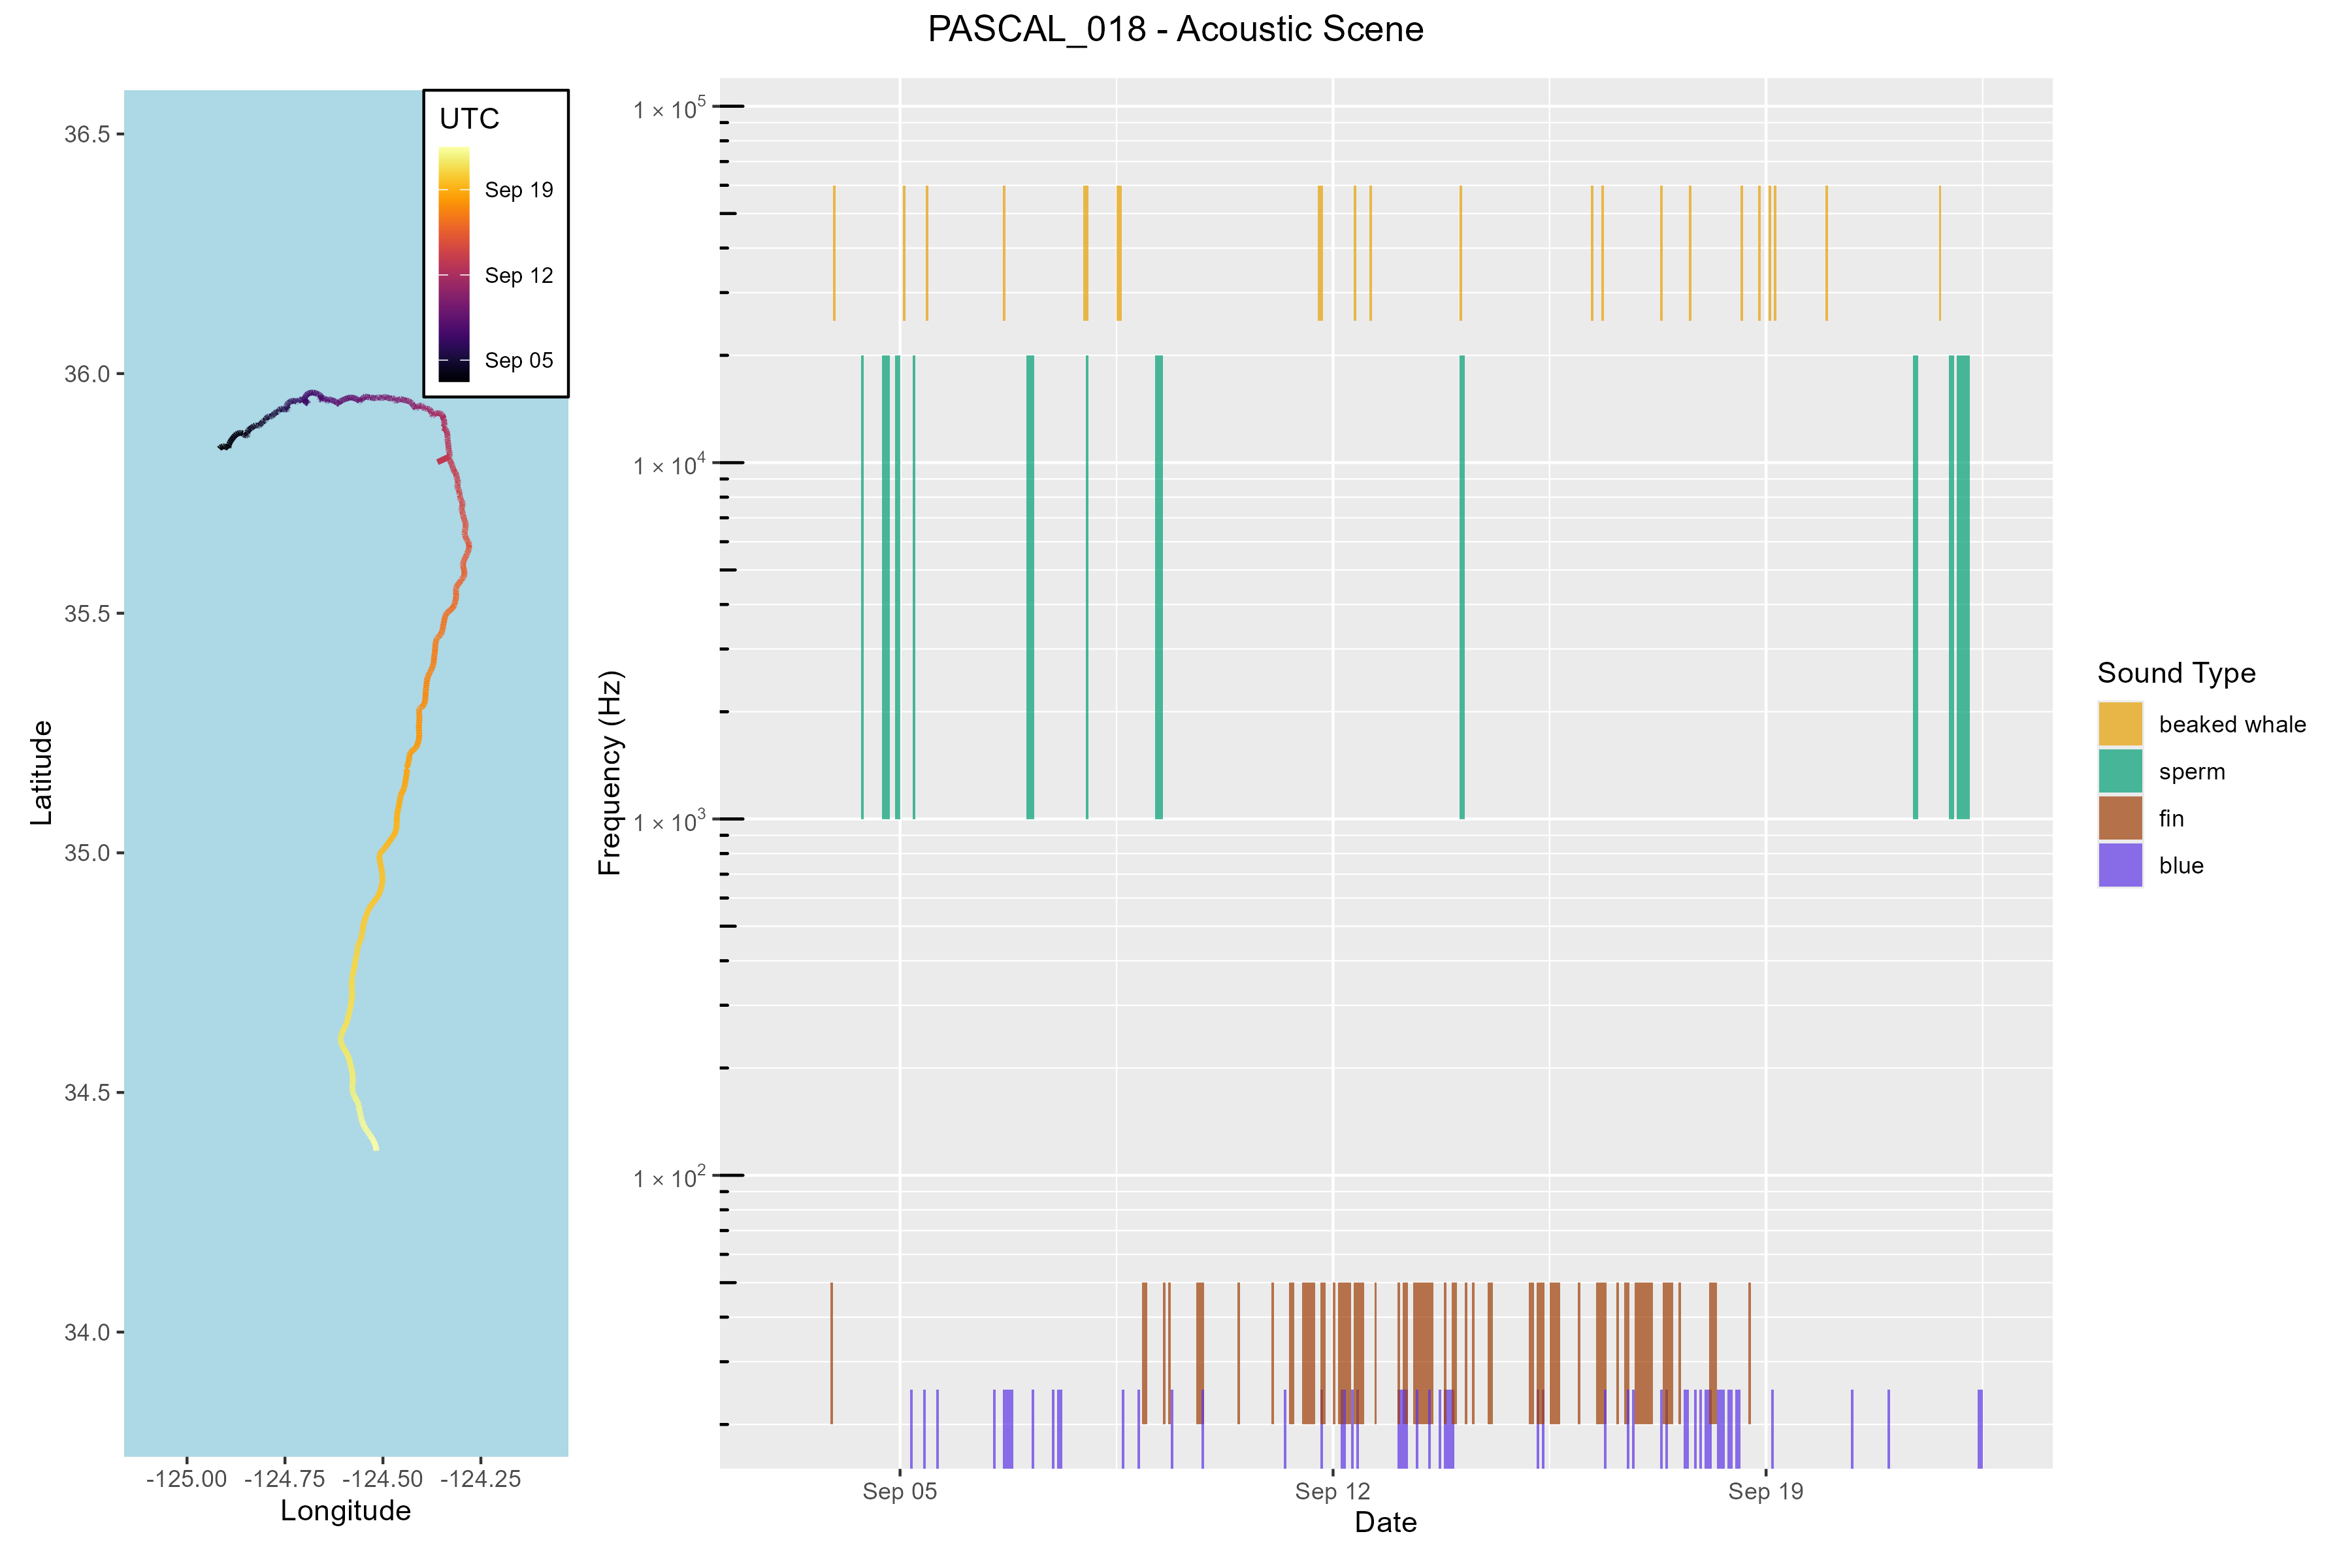 PASCAL_018 - Acoustic Scene
UTC
Sep 19
Sep 12
Sep 05
36.5
36.0
35.5
35.0
34.5
34.0
Latitude
-125.00 -124.75 -124.50 -124.25
Longitude
1 × 10⁵
1 × 10⁴
1 × 10³
1 × 10²
Frequency (Hz)
Sep 05 Sep 12 Sep 19
Date
Sound Type
beaked whale
sperm
fin
blue